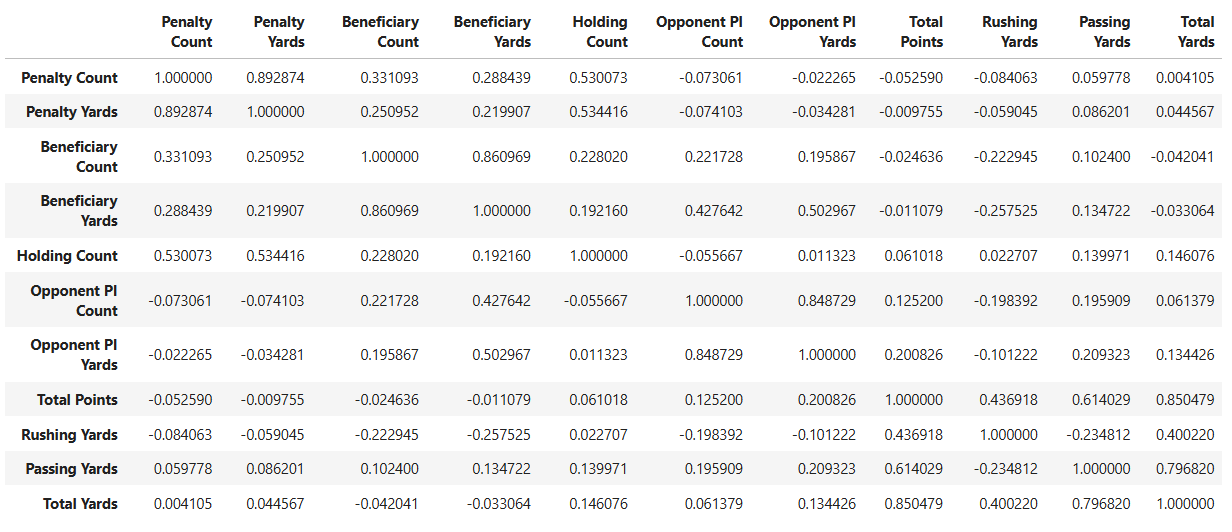 Penalty Count Penalty Yards Beneficiary Count Beneficiary Yards Holding Count Opponent PI Count Opponent PI Yards Total Points Rushing Yards Passing Yards Total Yards
Penalty Count 1.000000 0.892874 0.331093 0.288439 0.530073 -0.073061 -0.022265 -0.052590 -0.084063 0.059778 0.004105
Penalty Yards 0.892874 1.000000 0.250952 0.219907 0.534416 -0.074103 -0.034281 -0.009755 -0.059045 0.086201 0.044567
Beneficiary Count 0.331093 0.250952 1.000000 0.860969 0.228020 0.221728 0.195867 -0.024636 -0.222945 0.102400 -0.042041
Beneficiary Yards 0.288439 0.219907 0.860969 1.000000 0.192160 0.427642 0.502967 -0.011079 -0.257525 0.134722 -0.033064
Holding Count 0.530073 0.534416 0.228020 0.192160 1.000000 -0.055667 0.011323 0.061018 0.022707 0.139971 0.146076
Opponent PI Count -0.073061 -0.074103 0.221728 0.427642 -0.055667 1.000000 0.848729 0.125200 -0.198392 0.195909 0.061379
Opponent PI Yards -0.022265 -0.034281 0.195867 0.502967 0.011323 0.848729 1.000000 0.200826 -0.101222 0.209323 0.134426
Total Points -0.052590 -0.009755 -0.024636 -0.011079 0.061018 0.125200 0.200826 1.000000 0.436918 0.614029 0.850479
Rushing Yards -0.084063 -0.059045 -0.222945 -0.257525 0.022707 -0.198392 -0.101222 0.436918 1.000000 -0.234812 0.400220
Passing Yards 0.059778 0.086201 0.102400 0.134722 0.139971 0.195909 0.209323 0.614029 -0.234812 1.000000 0.796820
Total Yards 0.004105 0.044567 -0.042041 -0.033064 0.146076 0.061379 0.134426 0.850479 0.400220 0.796820 1.000000